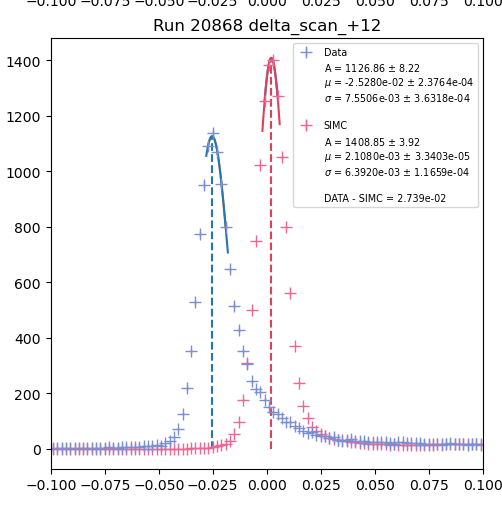 −0.100 −0.075 −0.050 −0.025 0.000 0.025 0.050 0.075 0.100
Run 20868 delta_scan_+12
Data
A = 1126.86 ± 8.22
μ = -2.5280e-02 ± 2.3764e-04
σ = 7.5506e-03 ± 3.6318e-04
SIMC
A = 1408.85 ± 3.92
μ = 2.1080e-03 ± 3.3403e-05
σ = 6.3920e-03 ± 1.1659e-04
DATA - SIMC = 2.739e-02
1400
1200
1000
800
600
400
200
0
−0.100 −0.075 −0.050 −0.025 0.000 0.025 0.050 0.075 0.100